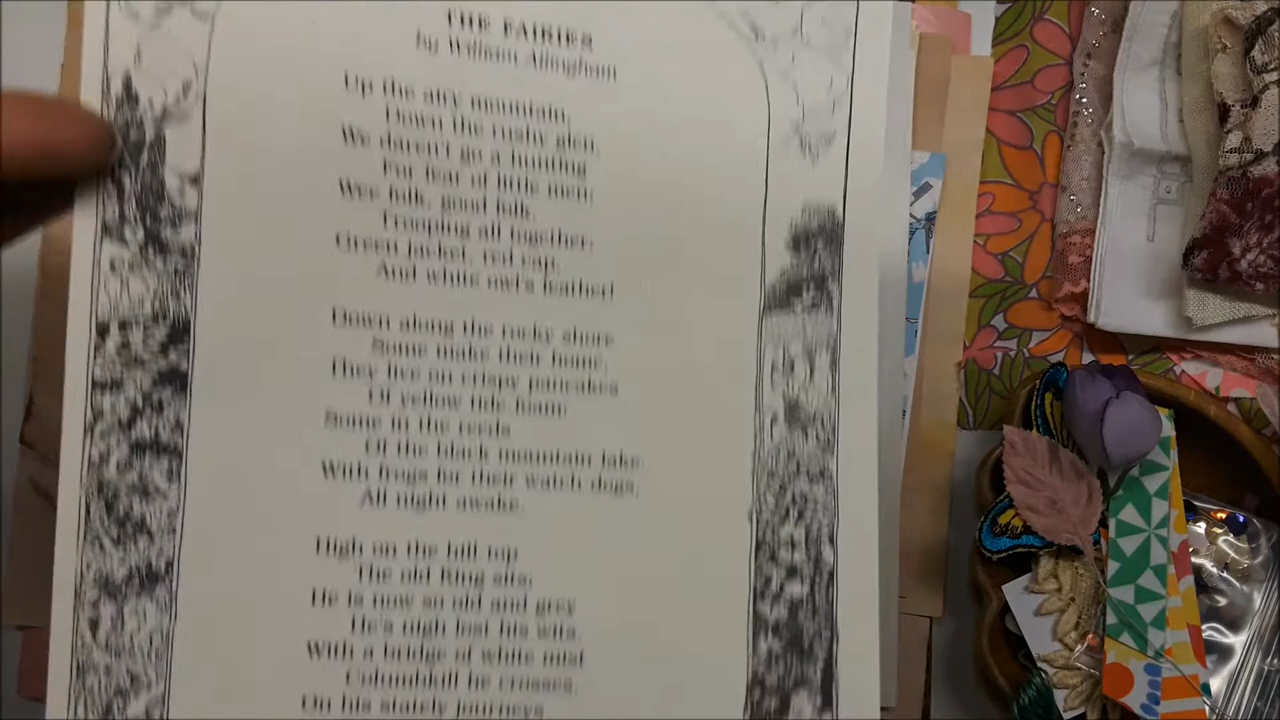 THE FAIRIES
by William Allingham
Up the airy mountain,
Down the rushy glen,
We daren't go a hunting
For fear of little men;
Wee folk, good folk,
Trooping all together;
Green jacket, red cap,
And white owl's feather!
Down along the rocky shore
Some make their home,
They live on crispy pancakes
Of yellow tide foam;
Some in the reeds
Of the black mountain lake,
With frogs for their watch dogs,
All night awake.
High on the hill top
The old King sits;
He is now so old and grey
He's nigh lost his wits.
With a bridge of white mist
Columbkill he crosses,
On his stately journeys